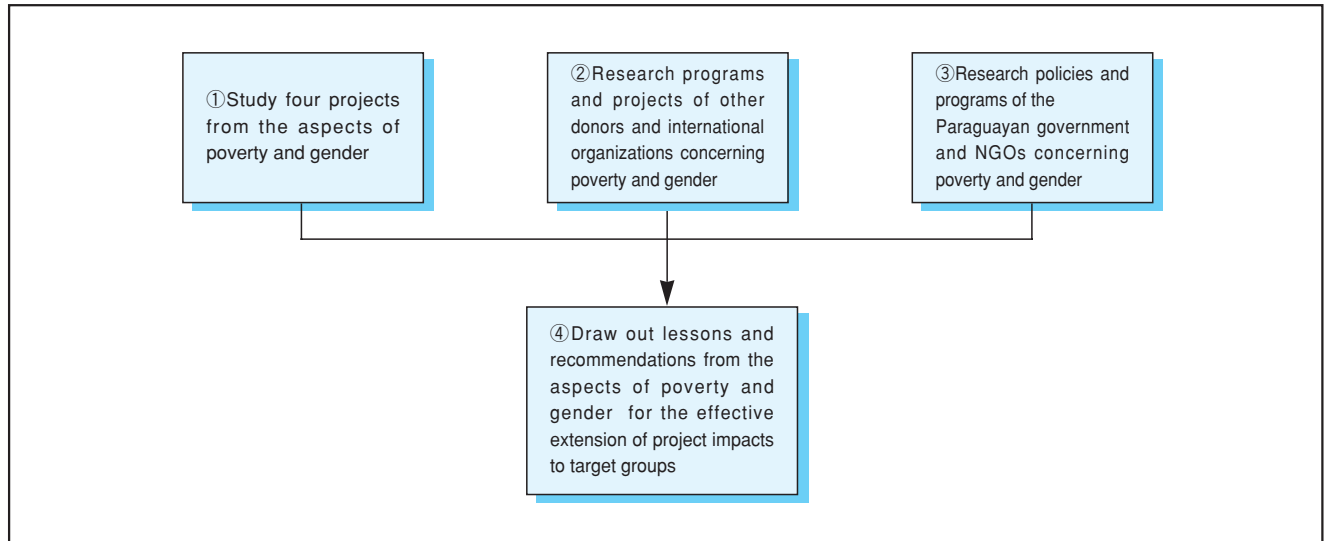 ①Study four projects
from the aspects of
poverty and gender
②Research programs
and projects of other
donors and international
organizations concerning
poverty and gender
③Research policies and
programs of the
Paraguayan government
and NGOs concerning
poverty and gender
④Draw out lessons and
recommendations from the
aspects of poverty and
gender for the effective
extension of project impacts
to target groups